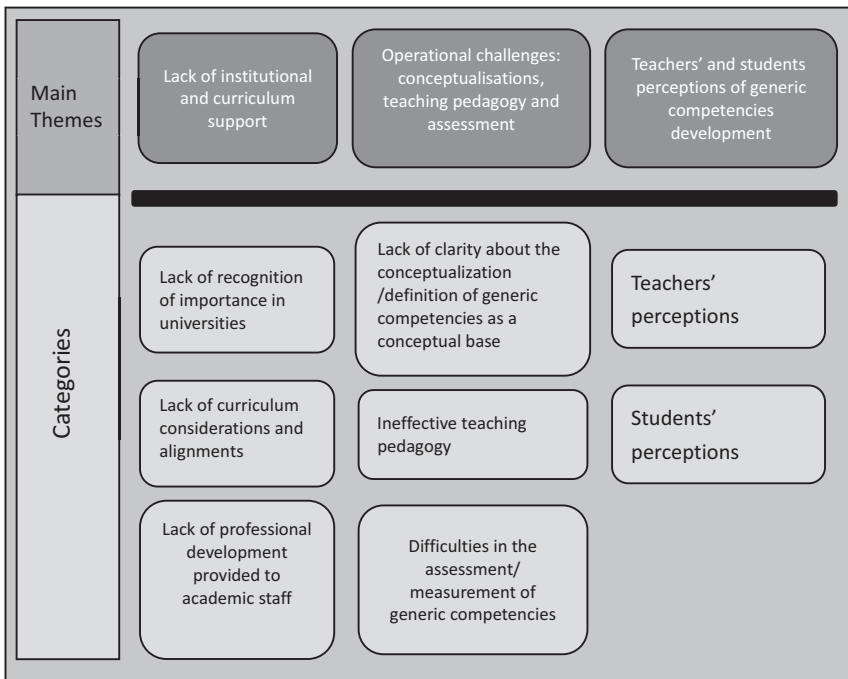 Main
Themes
Lack of institutional
and curriculum
support
Operational challenges:
conceptualisations,
teaching pedagogy and
assessment
Teachers’ and students
perceptions of generic
competencies
development
Categories
Lack of recognition
of importance in
universities
Lack of clarity about the
conceptualization
/definition of generic
competencies as a
conceptual base
Teachers’
perceptions
Lack of curriculum
considerations and
alignments
Ineffective teaching
pedagogy
Students’
perceptions
Lack of professional
development
provided to
academic staff
Difficulties in the
assessment/
measurement of
generic competencies